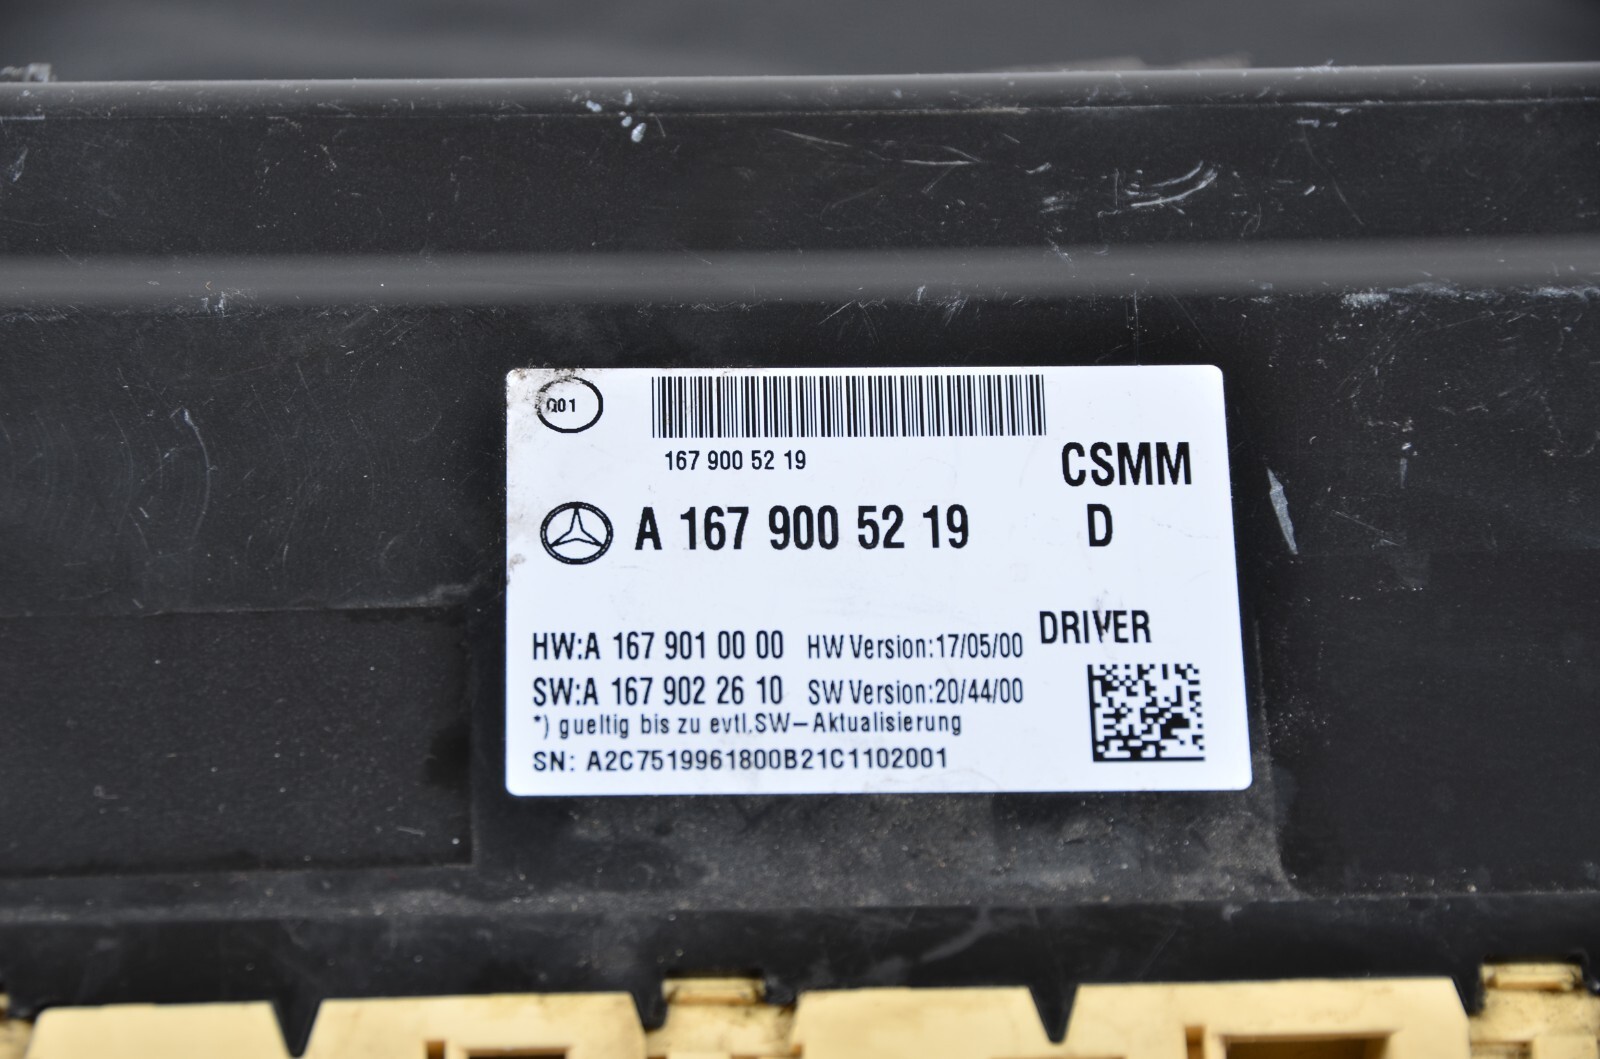 Q01
167 900 52 19
CSMM
A 167 900 52 19
D
DRIVER
HW:A 167 901 00 00 HW Version:17/05/00
SW:A 167 902 26 10 SW Version:20/44/00
*) gueltig bis zu evtl.SW-Aktualisierung
SN: A2C7519961800B21C1102001